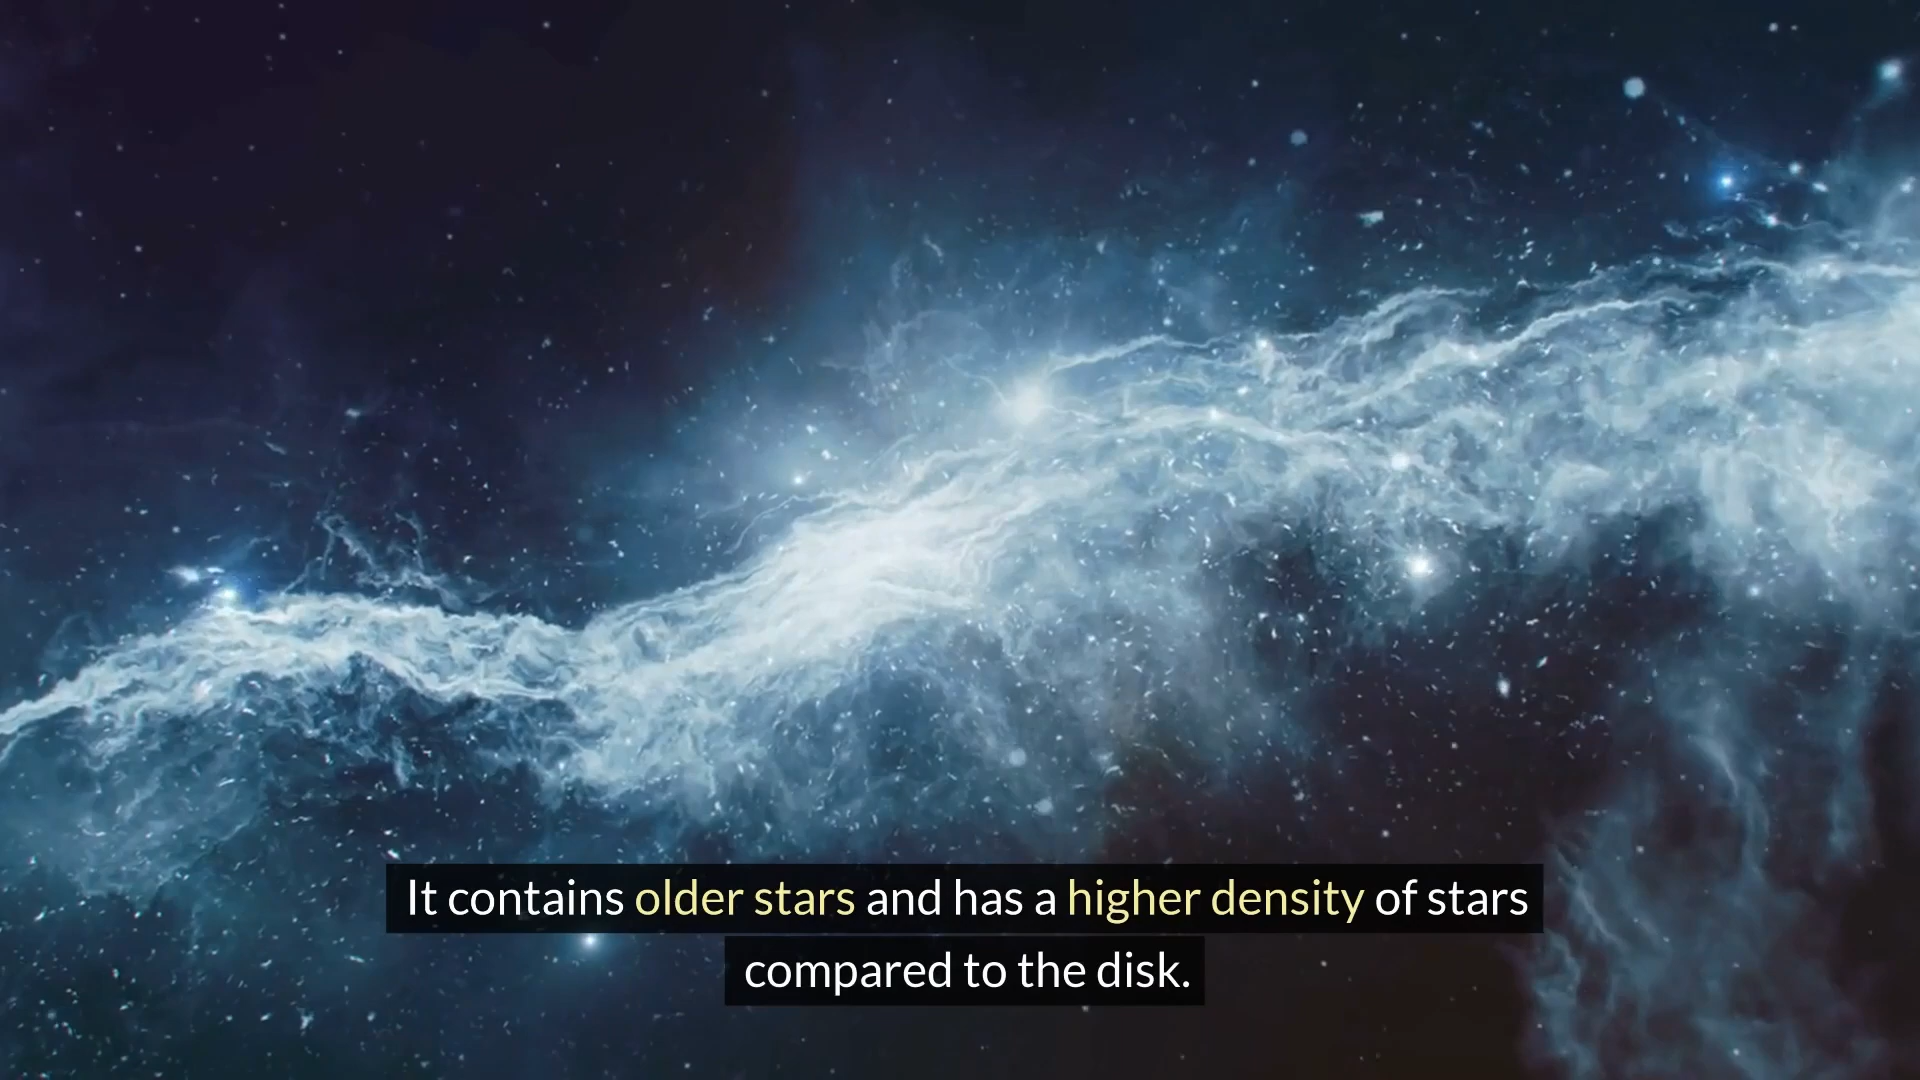 It contains older stars and has a higher density of stars
compared to the disk.